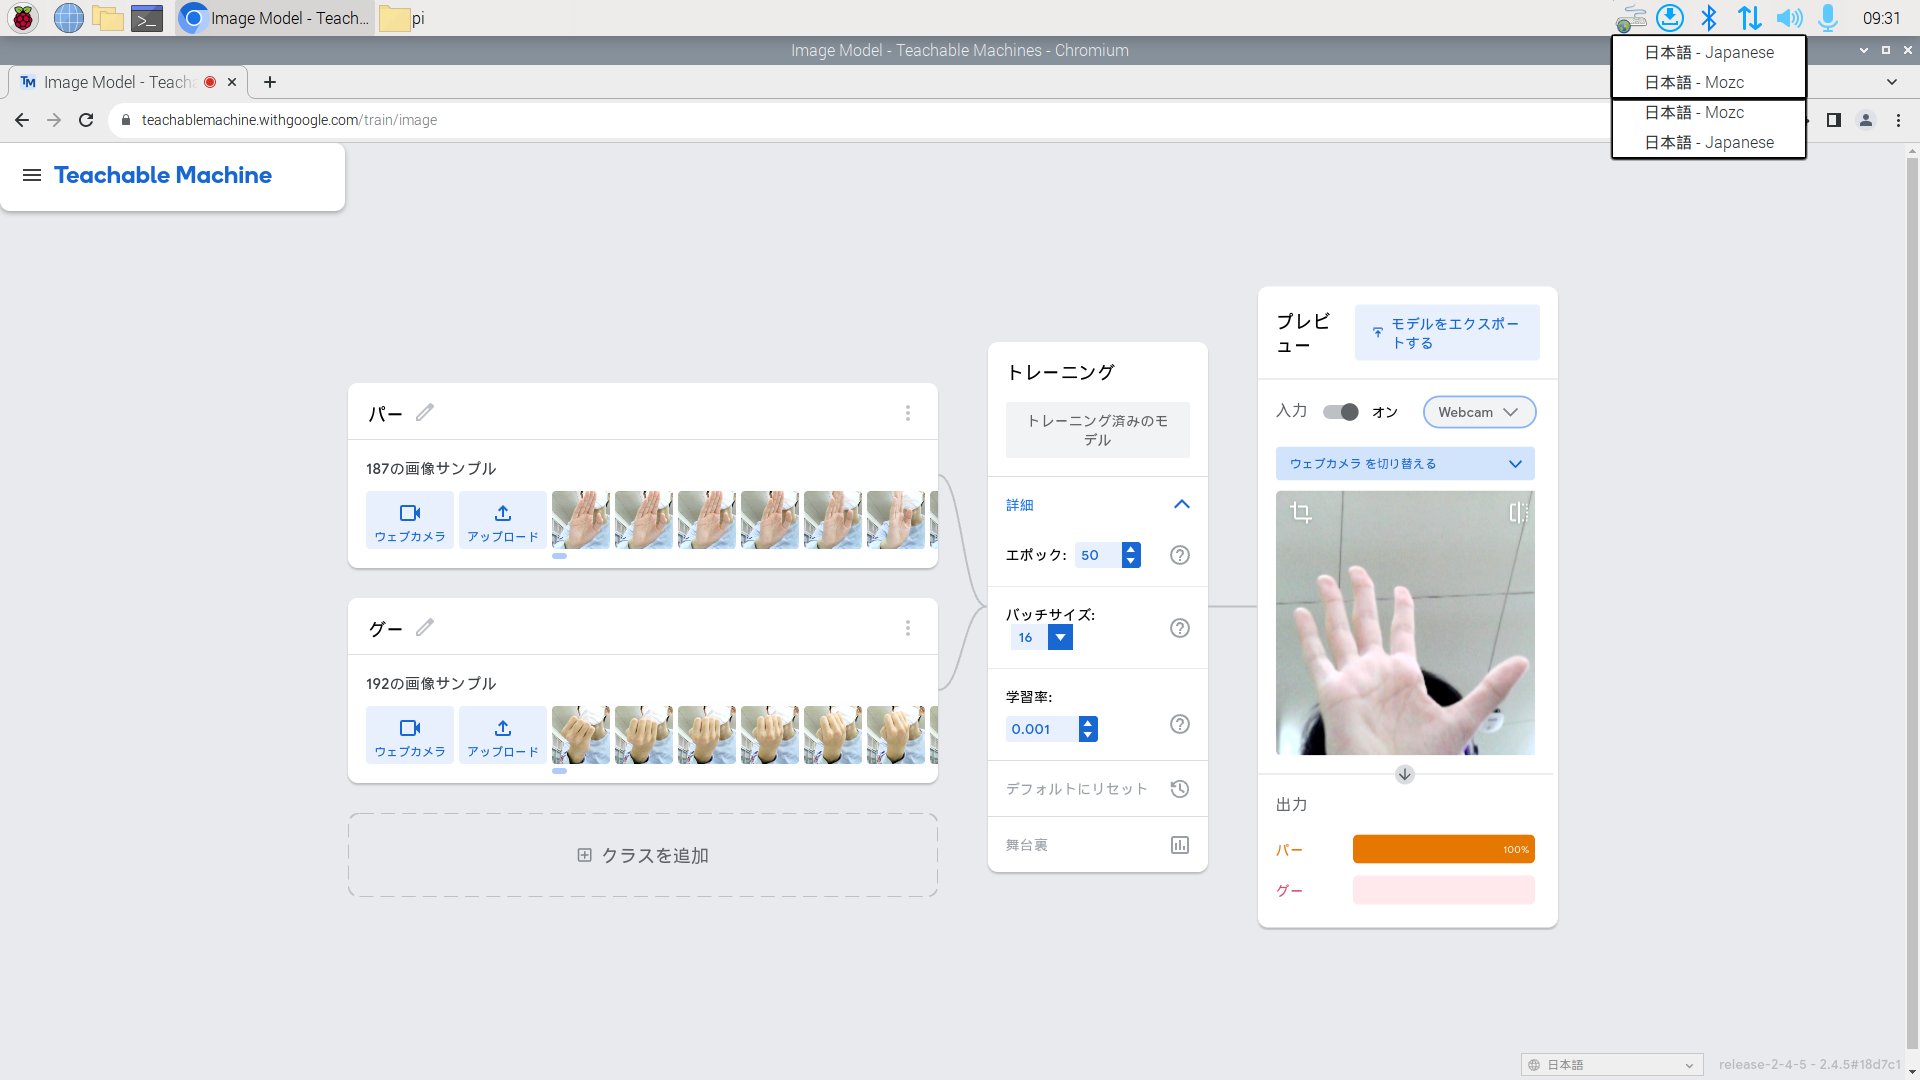 Image Model - Teach...
pi
09:31
Image Model - Teachable Machines - Chromium
日本語 - Japanese
日本語 - Mozc
日本語 - Mozc
日本語 - Japanese
TM Image Model - Teach
teachablemachine.withgoogle.com/train/image
Teachable Machine
パー
187の画像サンプル
ウェブカメラ
アップロード
グー
192の画像サンプル
ウェブカメラ
アップロード
クラスを追加
トレーニング
トレーニング済みのモ
デル
詳細
エポック: 50
バッチサイズ:
16
学習率:
0.001
デフォルトにリセット
舞台裏
プレビ
ュー
モデルをエクスポー
トする
入力 オン Webcam
ウェブカメラ を切り替える
出力
パー 100%
グー
日本語
release-2-4-5 - 2.4.5#18d7c1